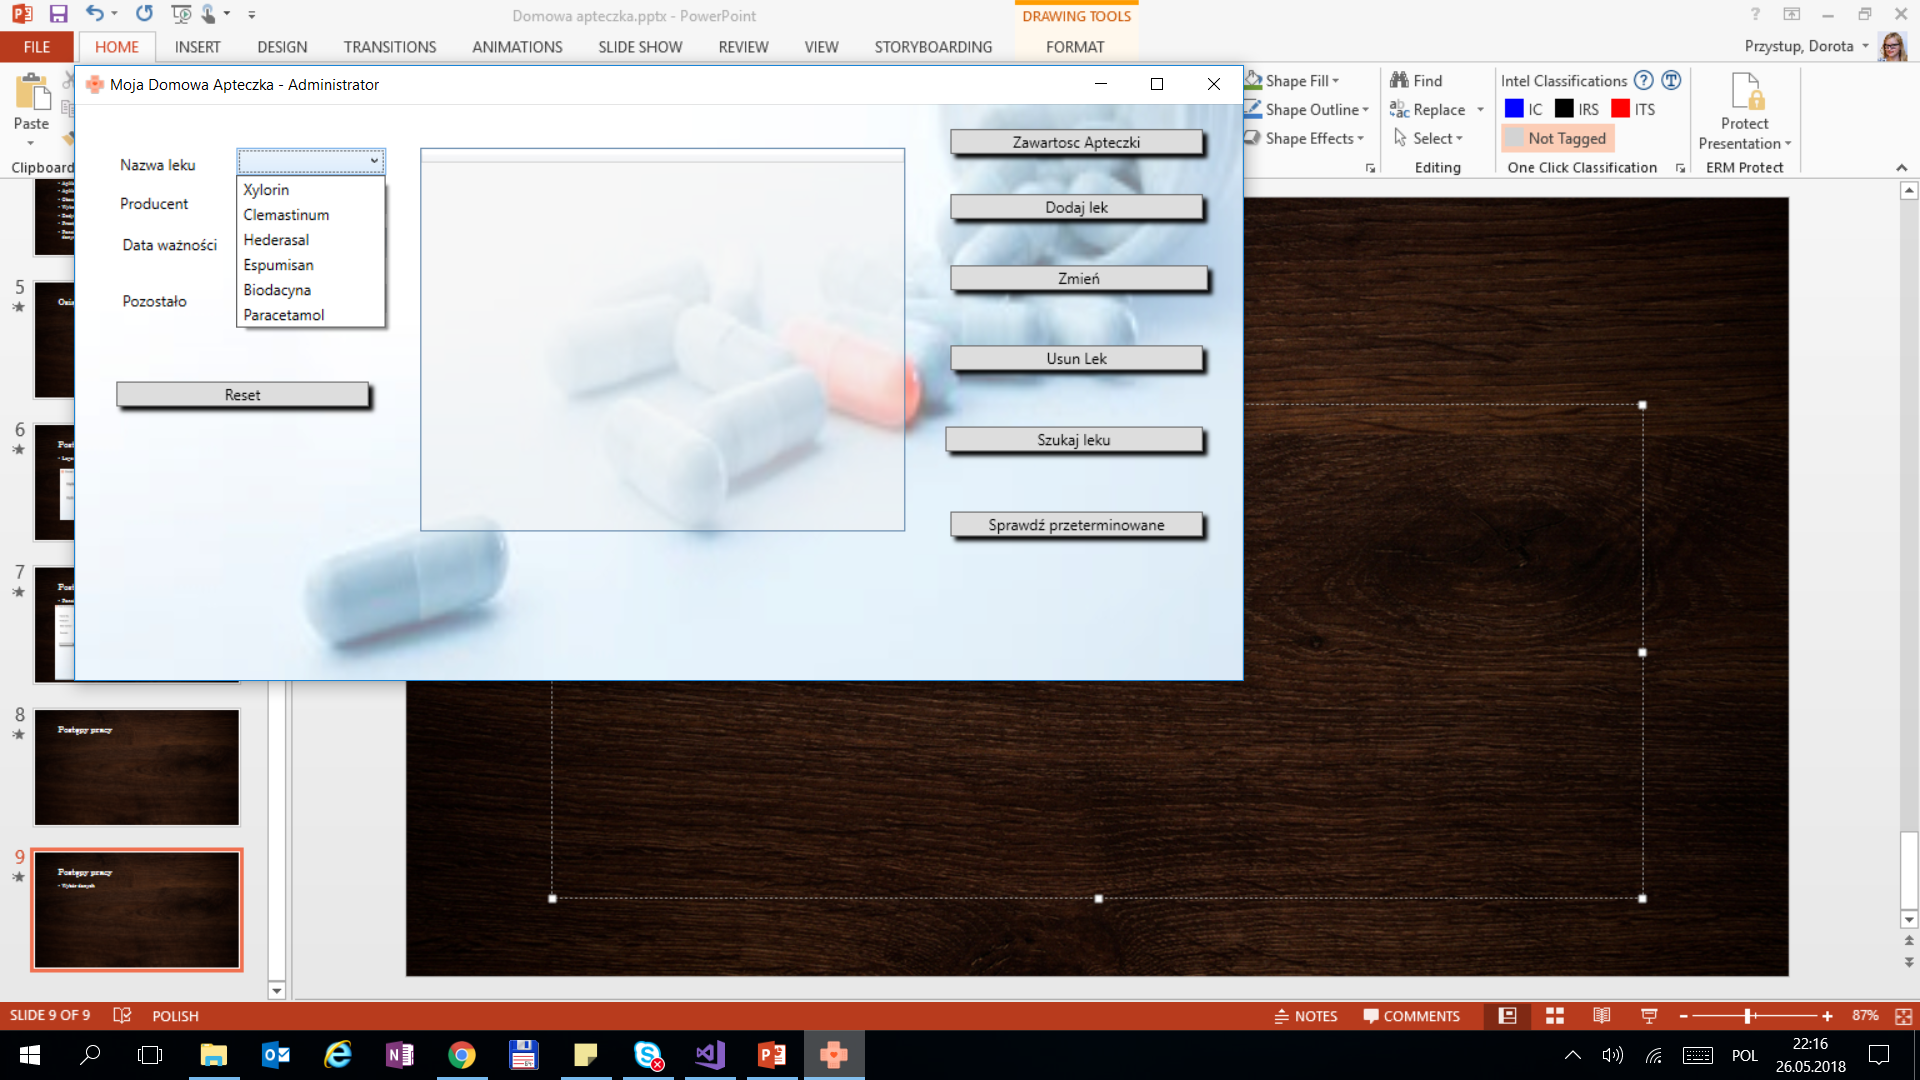 Domowa apteczka.pptx - PowerPoint
DRAWING TOOLS
FILE
HOME
INSERT
DESIGN
TRANSITIONS
ANIMATIONS
SLIDE SHOW
REVIEW
VIEW
STORYBOARDING
FORMAT
Przystup, Dorota
Paste
Clipboard
Shape Fill
Shape Outline
Shape Effects
Find
Replace
Select
Editing
Intel Classifications
IC IRS ITS
Not Tagged
One Click Classification
Protect
Presentation
ERM Protect
Moja Domowa Apteczka - Administrator
Nazwa leku
Producent
Data ważności
Pozostało
Xylorin
Clemastinum
Hederasal
Espumisan
Biodacyna
Paracetamol
Reset
Zawartosc Apteczki
Dodaj lek
Zmień
Usun Lek
Szukaj leku
Sprawdź przeterminowane
5
6
7
8
Postępy pracy
9
Postępy pracy
• Wybór danych
SLIDE 9 OF 9
POLISH
NOTES
COMMENTS
87%
POL
22:16
26.05.2018